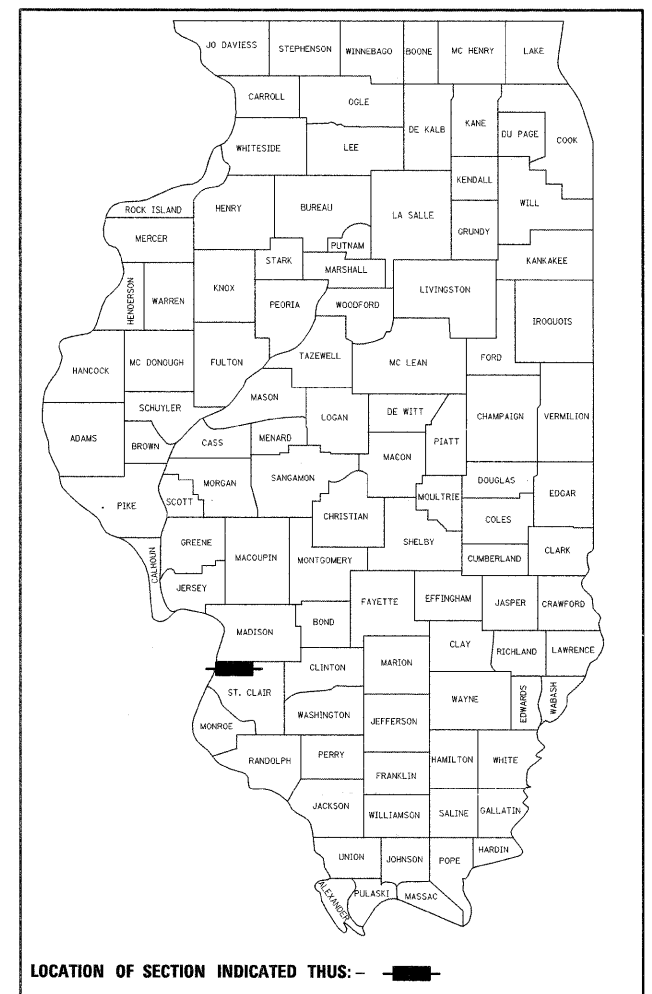 JO DAVIESS
STEPHENSON
WINNEBAGO
BOONE
MC HENRY
LAKE
CARROLL
OGLE
DE KALB
KANE
DU PAGE
COOK
WHITESIDE
LEE
KENDALL
WILL
ROCK ISLAND
HENRY
BUREAU
LA SALLE
GRUNDY
MERCER
PUTNAM
STARK
MARSHALL
KANKAKEE
HENDERSON
WARREN
KNOX
PEORIA
WOODFORD
LIVINGSTON
IROQUOIS
HANCOCK
MC DONOUGH
FULTON
TAZEWELL
MC LEAN
FORD
SCHUYLER
MASON
LOGAN
DE WITT
CHAMPAIGN
VERMILION
ADAMS
BROWN
CASS
MENARD
MACON
PIATT
MORGAN
SANGAMON
DOUGLAS
EDGAR
PIKE
SCOTT
CHRISTIAN
MOULTRIE
COLES
CALHOUN
GREENE
MACOUPIN
MONTGOMERY
SHELBY
CUMBERLAND
CLARK
JERSEY
FAYETTE
EFFINGHAM
JASPER
CRAWFORD
MADISON
BOND
CLAY
RICHLAND
LAWRENCE
CLINTON
MARION
ST. CLAIR
WAYNE
EDWARDS
WABASH
MONROE
WASHINGTON
JEFFERSON
RANDOLPH
PERRY
HAMILTON
WHITE
FRANKLIN
JACKSON
WILLIAMSON
SALINE
GALLATIN
UNION
JOHNSON
POPE
HARDIN
ALEXANDER
PULASKI
MASSAC
LOCATION OF SECTION INDICATED THUS: –